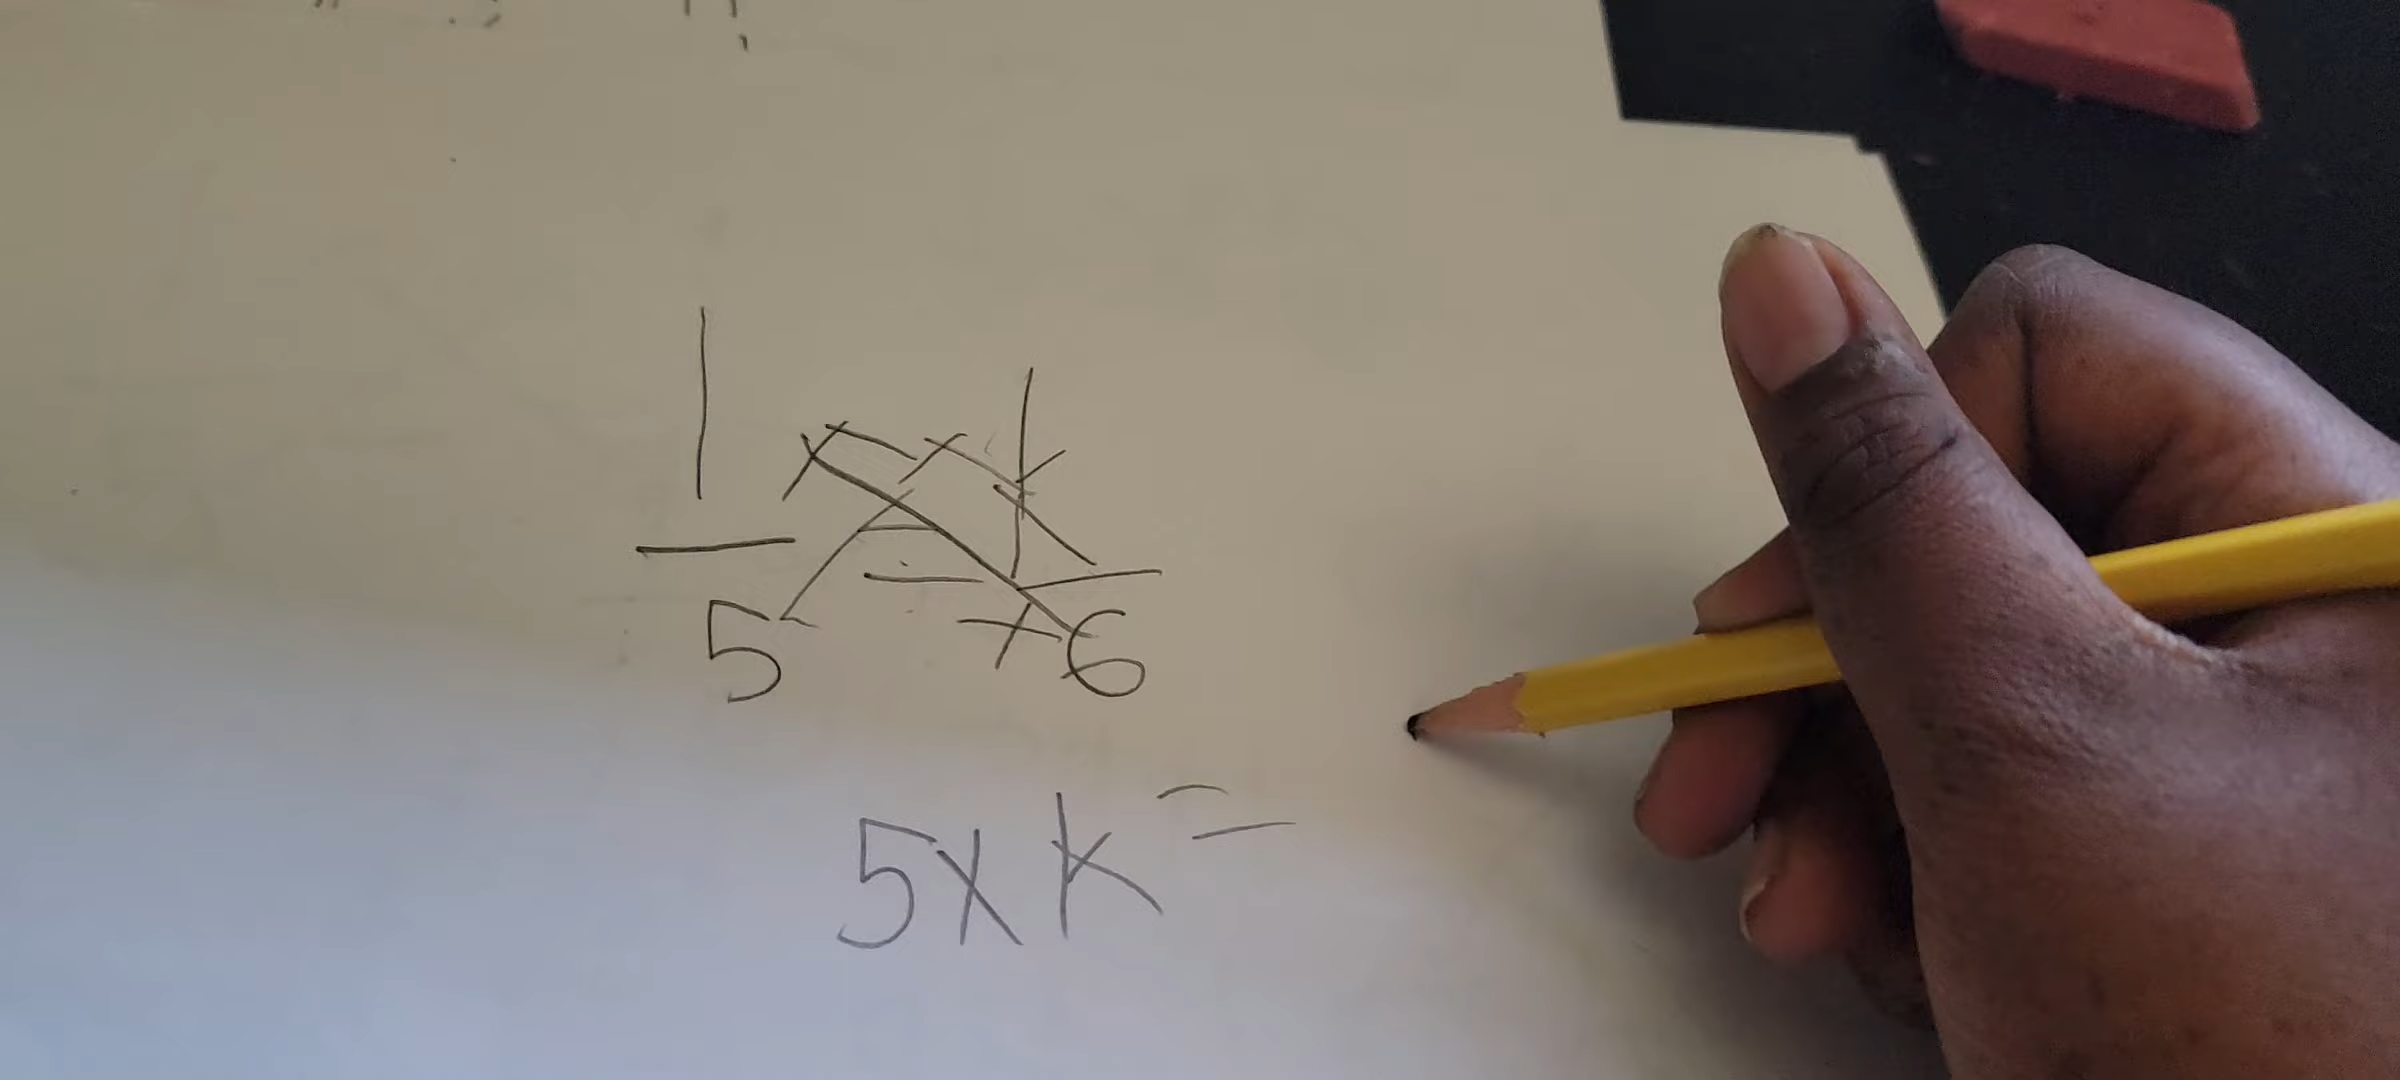 1 = k
5 6
5 x k =